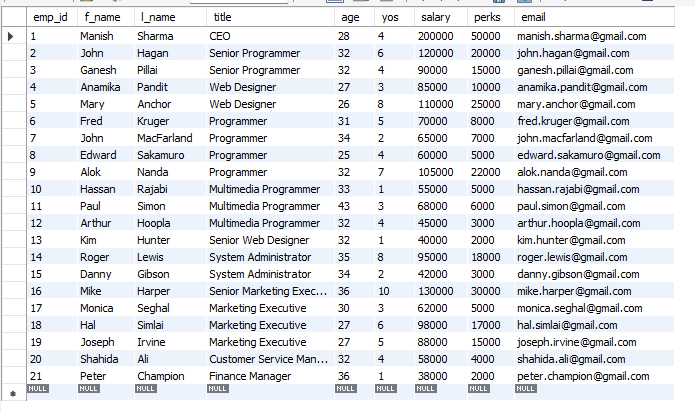 emp_id f_name l_name title age yos salary perks email
1 Manish Sharma CEO 28 4 200000 50000 manish.sharma@gmail.com
2 John Hagan Senior Programmer 32 6 120000 20000 john.hagan@gmail.com
3 Ganesh Pillai Senior Programmer 32 4 90000 15000 ganesh.pillai@gmail.com
4 Anamika Pandit Web Designer 27 3 85000 10000 anamika.pandit@gmail.com
5 Mary Anchor Web Designer 26 8 110000 25000 mary.anchor@gmail.com
6 Fred Kruger Programmer 31 5 70000 8000 fred.kruger@gmail.com
7 John MacFarland Programmer 34 2 65000 7000 john.macfarland@gmail.com
8 Edward Sakamuro Programmer 25 4 60000 5000 edward.sakamuro@gmail.com
9 Alok Nanda Programmer 32 7 105000 22000 alok.nanda@gmail.com
10 Hassan Rajabi Multimedia Programmer 33 1 55000 5000 hassan.rajabi@gmail.com
11 Paul Simon Multimedia Programmer 43 3 68000 6000 paul.simon@gmail.com
12 Arthur Hoopla Multimedia Programmer 32 4 45000 3000 arthur.hoopla@gmail.com
13 Kim Hunter Senior Web Designer 32 1 40000 2000 kim.hunter@gmail.com
14 Roger Lewis System Administrator 35 8 95000 18000 roger.lewis@gmail.com
15 Danny Gibson System Administrator 34 2 42000 3000 danny.gibson@gmail.com
16 Mike Harper Senior Marketing Exec... 36 10 130000 30000 mike.harper@gmail.com
17 Monica Seghal Marketing Executive 30 3 62000 5000 monica.seghal@gmail.com
18 Hal Simlai Marketing Executive 27 6 98000 17000 hal.simlai@gmail.com
19 Joseph Irvine Marketing Executive 27 5 88000 15000 joseph.irvine@gmail.com
20 Shahida Ali Customer Service Man... 32 4 58000 4000 shahida.ali@gmail.com
21 Peter Champion Finance Manager 36 1 38000 2000 peter.champion@gmail.com
NULL NULL NULL NULL NULL NULL NULL NULL NULL